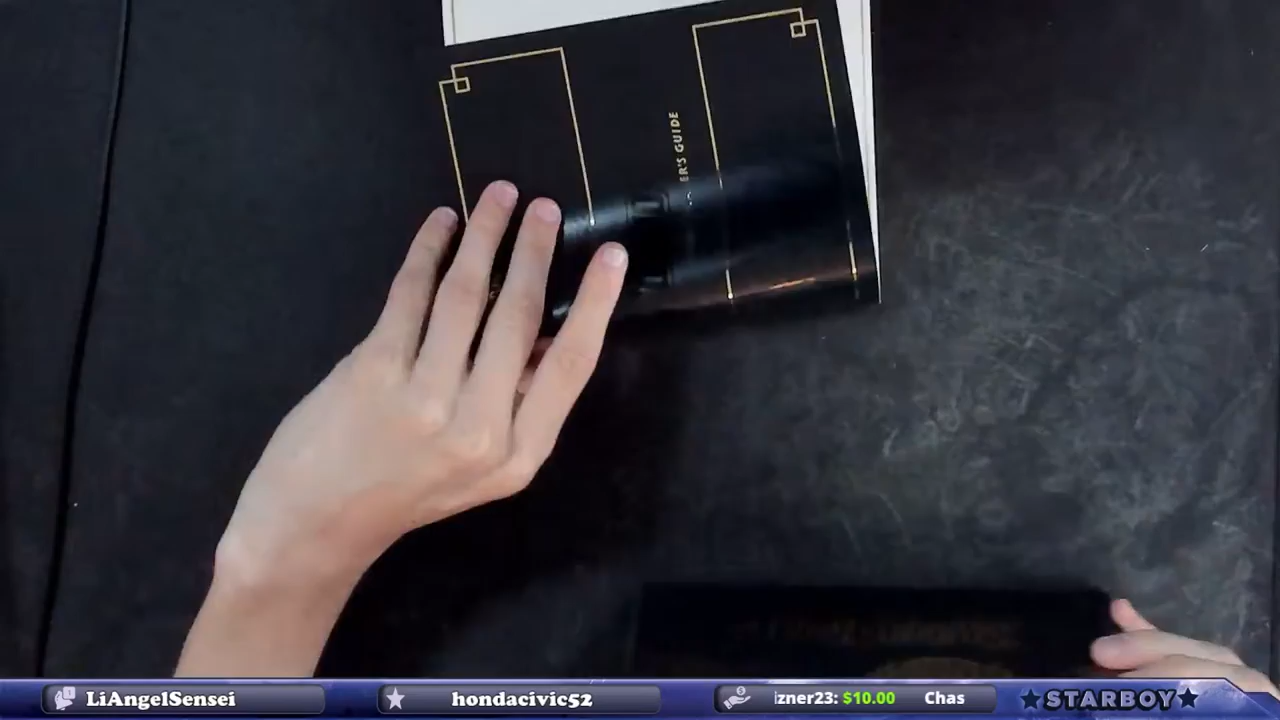 ER'S GUIDE
LiAngelSensei
hondacivic52
izner23: $10.00 Chas
STARBOY